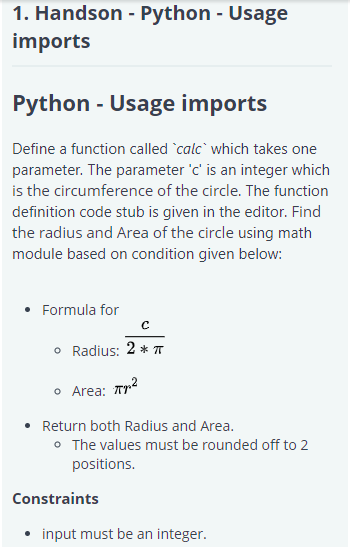 1. Handson - Python - Usage
imports
Python - Usage imports
Define a function called `calc` which takes one
parameter. The parameter 'c' is an integer which
is the circumference of the circle. The function
definition code stub is given in the editor. Find
the radius and Area of the circle using math
module based on condition given below:
• Formula for
◦ Radius: c / 2 * π
◦ Area: πr²
• Return both Radius and Area.
◦ The values must be rounded off to 2
positions.
Constraints
• input must be an integer.